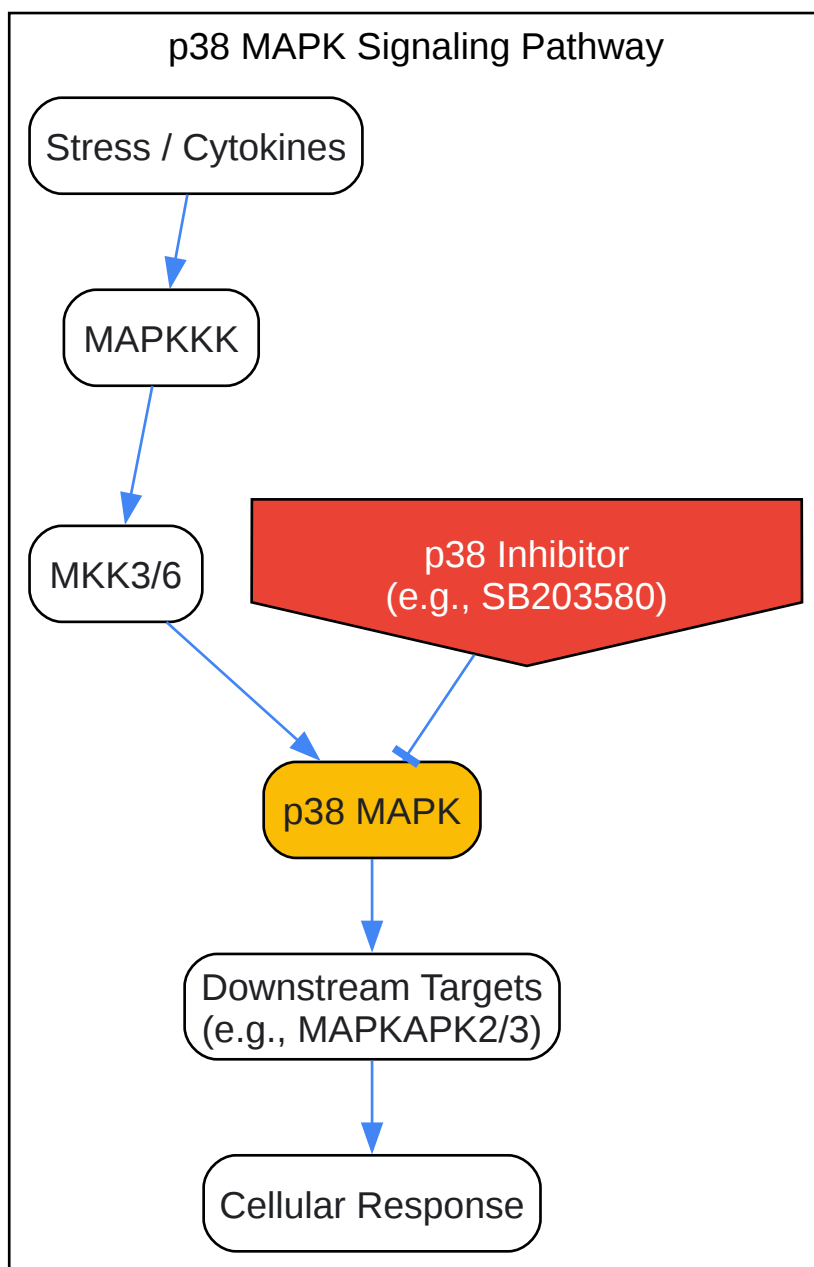 p38 MAPK Signaling Pathway
Stress / Cytokines
MAPKKK
MKK3/6
p38 Inhibitor
(e.g., SB203580)
p38 MAPK
Downstream Targets
(e.g., MAPKAPK2/3)
Cellular Response